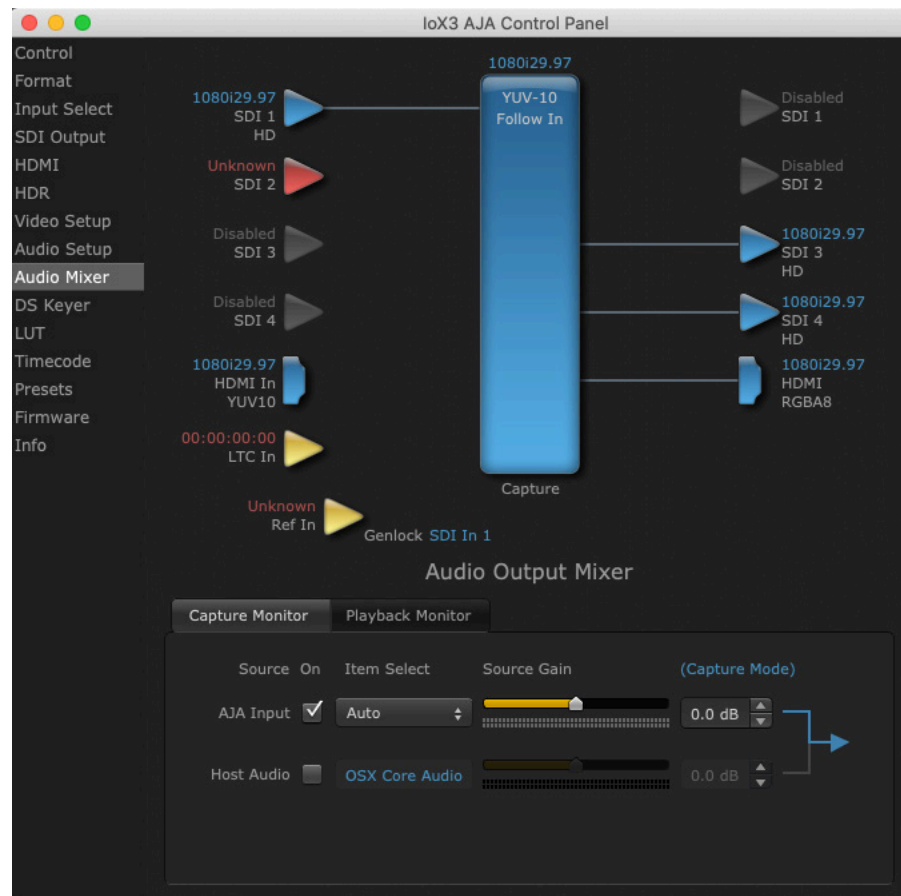 IoX3 AJA Control Panel
Control
Format
Input Select
SDI Output
HDMI
HDR
Video Setup
Audio Setup
Audio Mixer
DS Keyer
LUT
Timecode
Presets
Firmware
Info
1080i29.97
SDI 1
HD
Unknown
SDI 2
Disabled
SDI 3
Disabled
SDI 4
1080i29.97
HDMI In
YUV10
00:00:00:00
LTC In
Unknown
Ref In
Genlock SDI In 1
1080i29.97
YUV-10
Follow In
Capture
Disabled
SDI 1
Disabled
SDI 2
1080i29.97
SDI 3
HD
1080i29.97
SDI 4
HD
1080i29.97
HDMI
RGBA8
Audio Output Mixer
Capture Monitor Playback Monitor
Source On Item Select Source Gain (Capture Mode)
AJA Input Auto 0.0 dB
Host Audio OSX Core Audio 0.0 dB